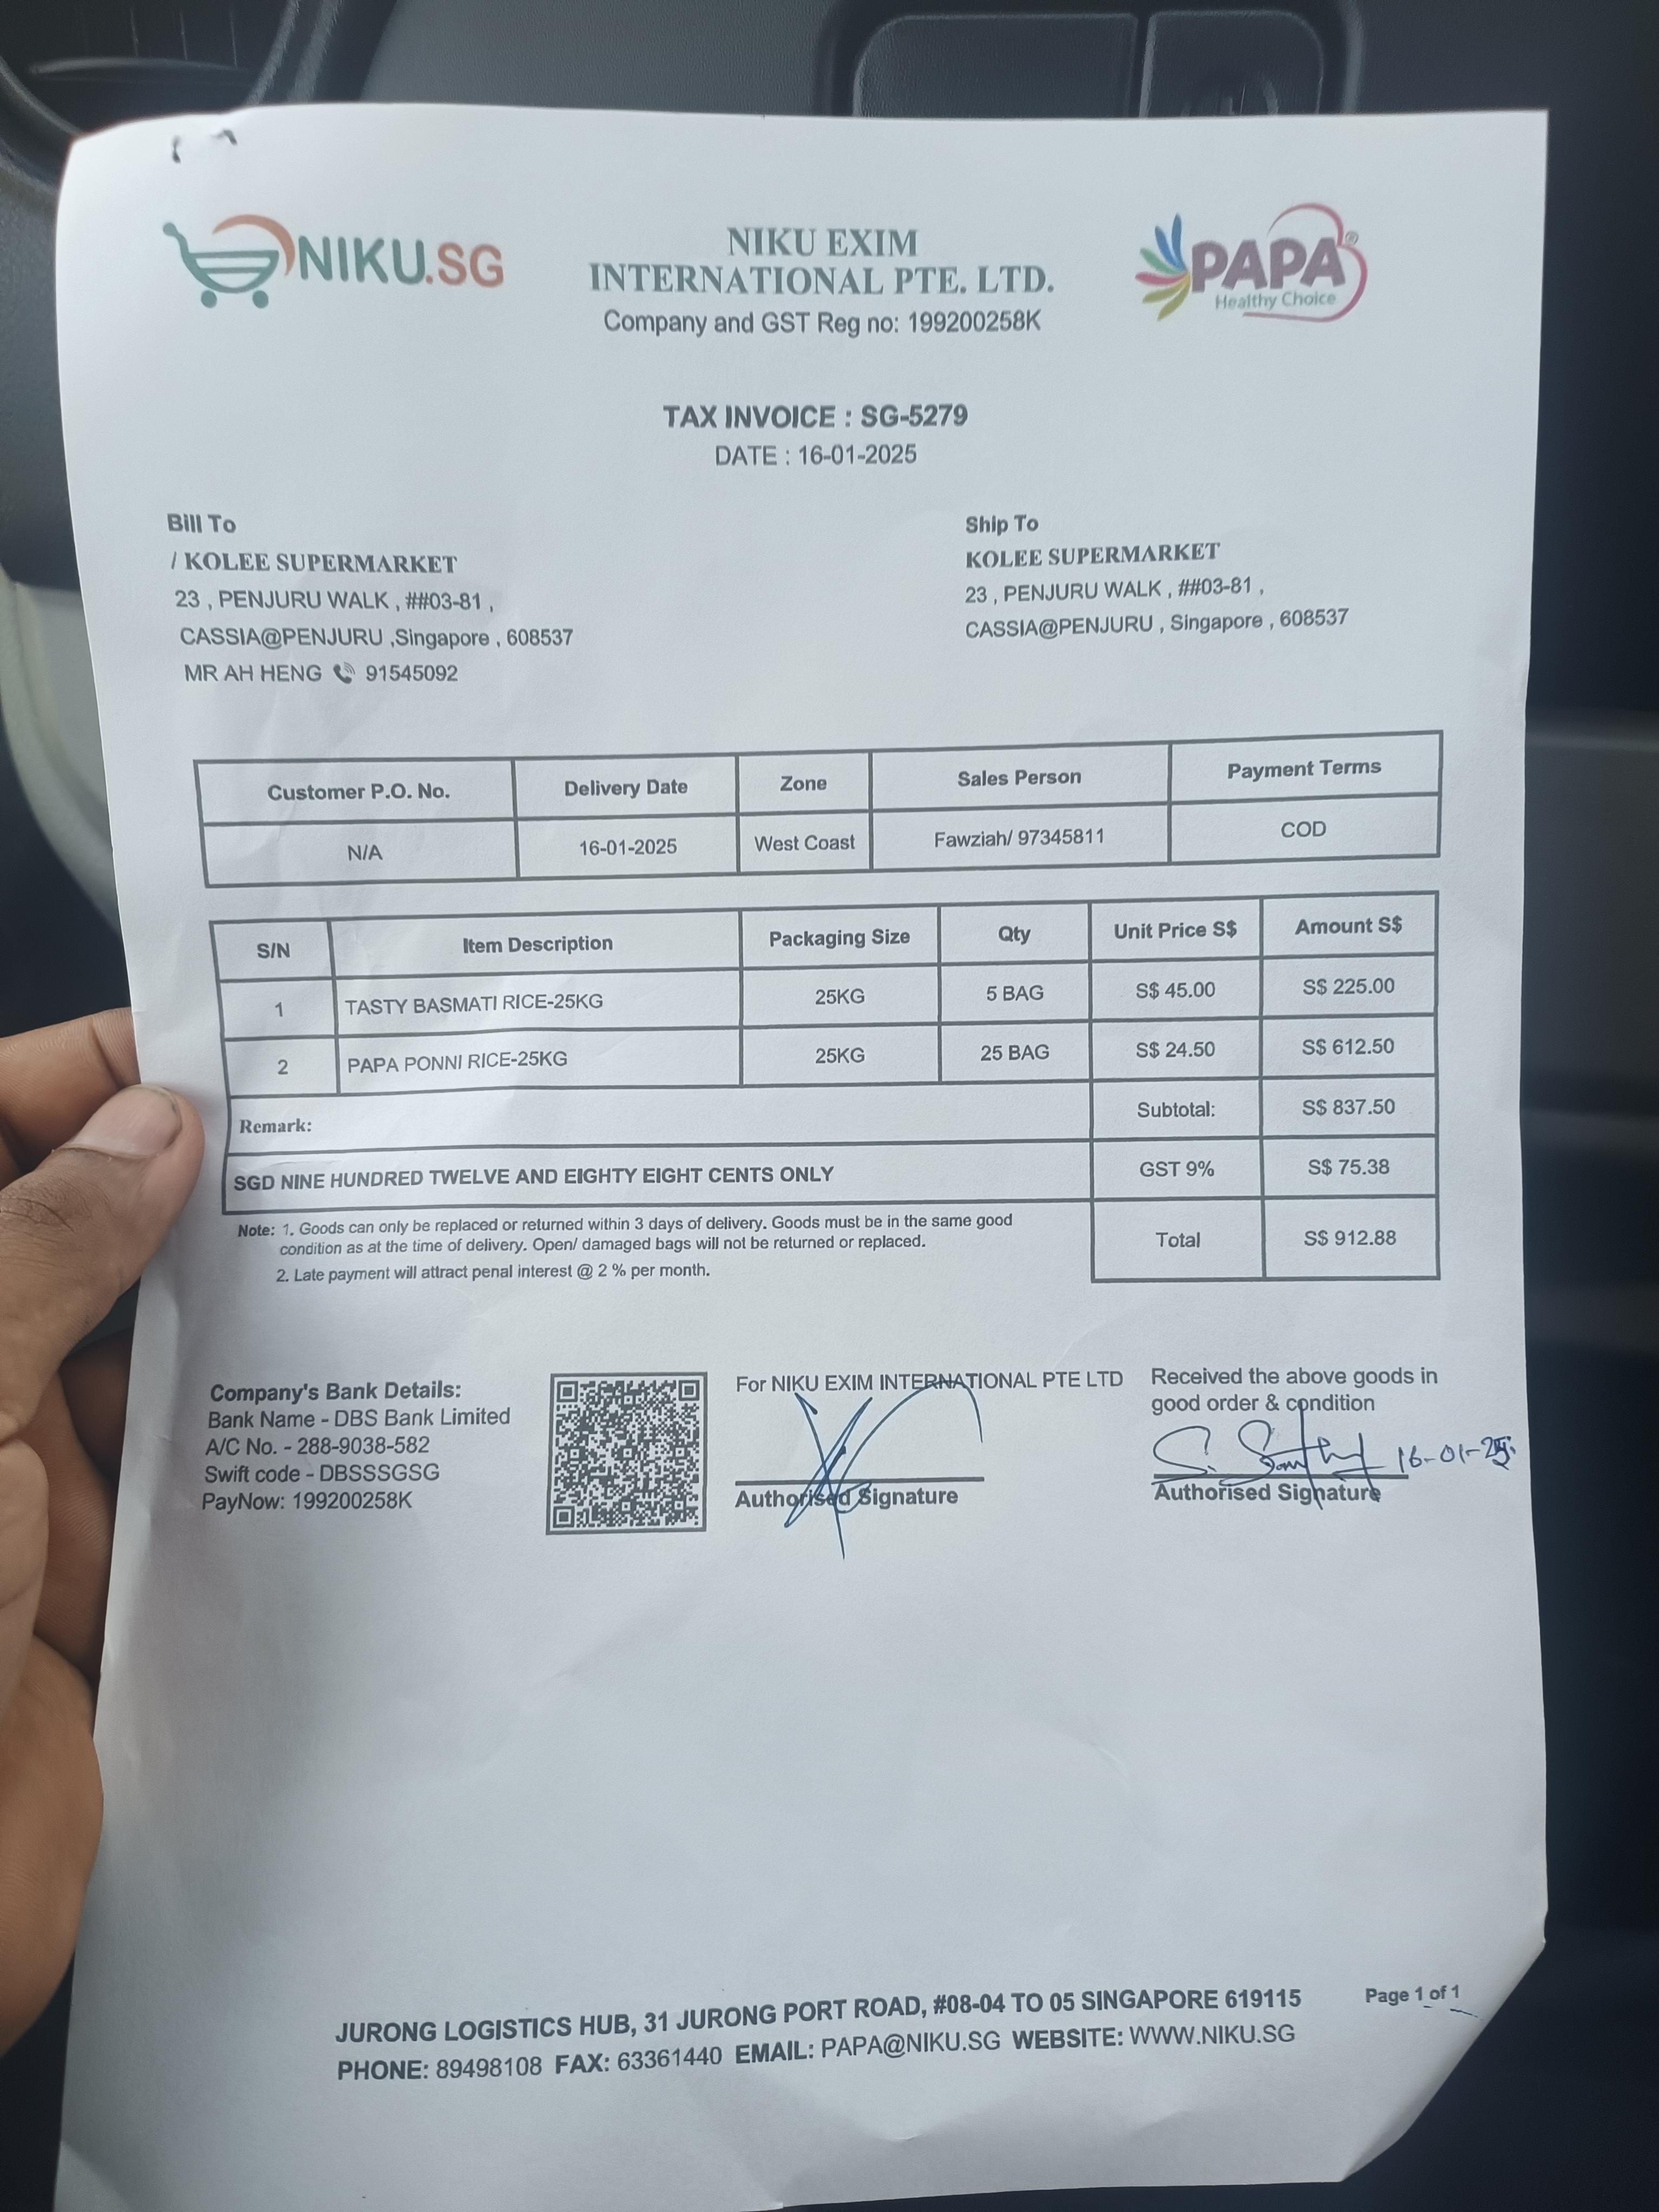 NIKU.SG
NIKU EXIM
INTERNATIONAL PTE. LTD.
Company and GST Reg no: 199200258K
PAPA®
Healthy Choice
TAX INVOICE : SG-5279
DATE : 16-01-2025
Bill To
/ KOLEE SUPERMARKET
23 , PENJURU WALK , ##03-81 ,
CASSIA@PENJURU ,Singapore , 608537
MR AH HENG 91545092
Ship To
KOLEE SUPERMARKET
23 , PENJURU WALK , ##03-81 ,
CASSIA@PENJURU , Singapore , 608537
Customer P.O. No. Delivery Date Zone Sales Person Payment Terms
N/A 16-01-2025 West Coast Fawziah/ 97345811 COD
S/N Item Description Packaging Size Qty Unit Price S$ Amount S$
1 TASTY BASMATI RICE-25KG 25KG 5 BAG S$ 45.00 S$ 225.00
2 PAPA PONNI RICE-25KG 25KG 25 BAG S$ 24.50 S$ 612.50
Remark: Subtotal: S$ 837.50
SGD NINE HUNDRED TWELVE AND EIGHTY EIGHT CENTS ONLY GST 9% S$ 75.38
Total S$ 912.88
Note: 1. Goods can only be replaced or returned within 3 days of delivery. Goods must be in the same good
condition as at the time of delivery. Open/ damaged bags will not be returned or replaced.
2. Late payment will attract penal interest @ 2 % per month.
Company's Bank Details:
Bank Name - DBS Bank Limited
A/C No. - 288-9038-582
Swift code - DBSSSGSG
PayNow: 199200258K
For NIKU EXIM INTERNATIONAL PTE LTD
Authorised Signature
Received the above goods in
good order & condition
16-01-25
Authorised Signature
JURONG LOGISTICS HUB, 31 JURONG PORT ROAD, #08-04 TO 05 SINGAPORE 619115
PHONE: 89498108 FAX: 63361440 EMAIL: PAPA@NIKU.SG WEBSITE: WWW.NIKU.SG
Page 1 of 1